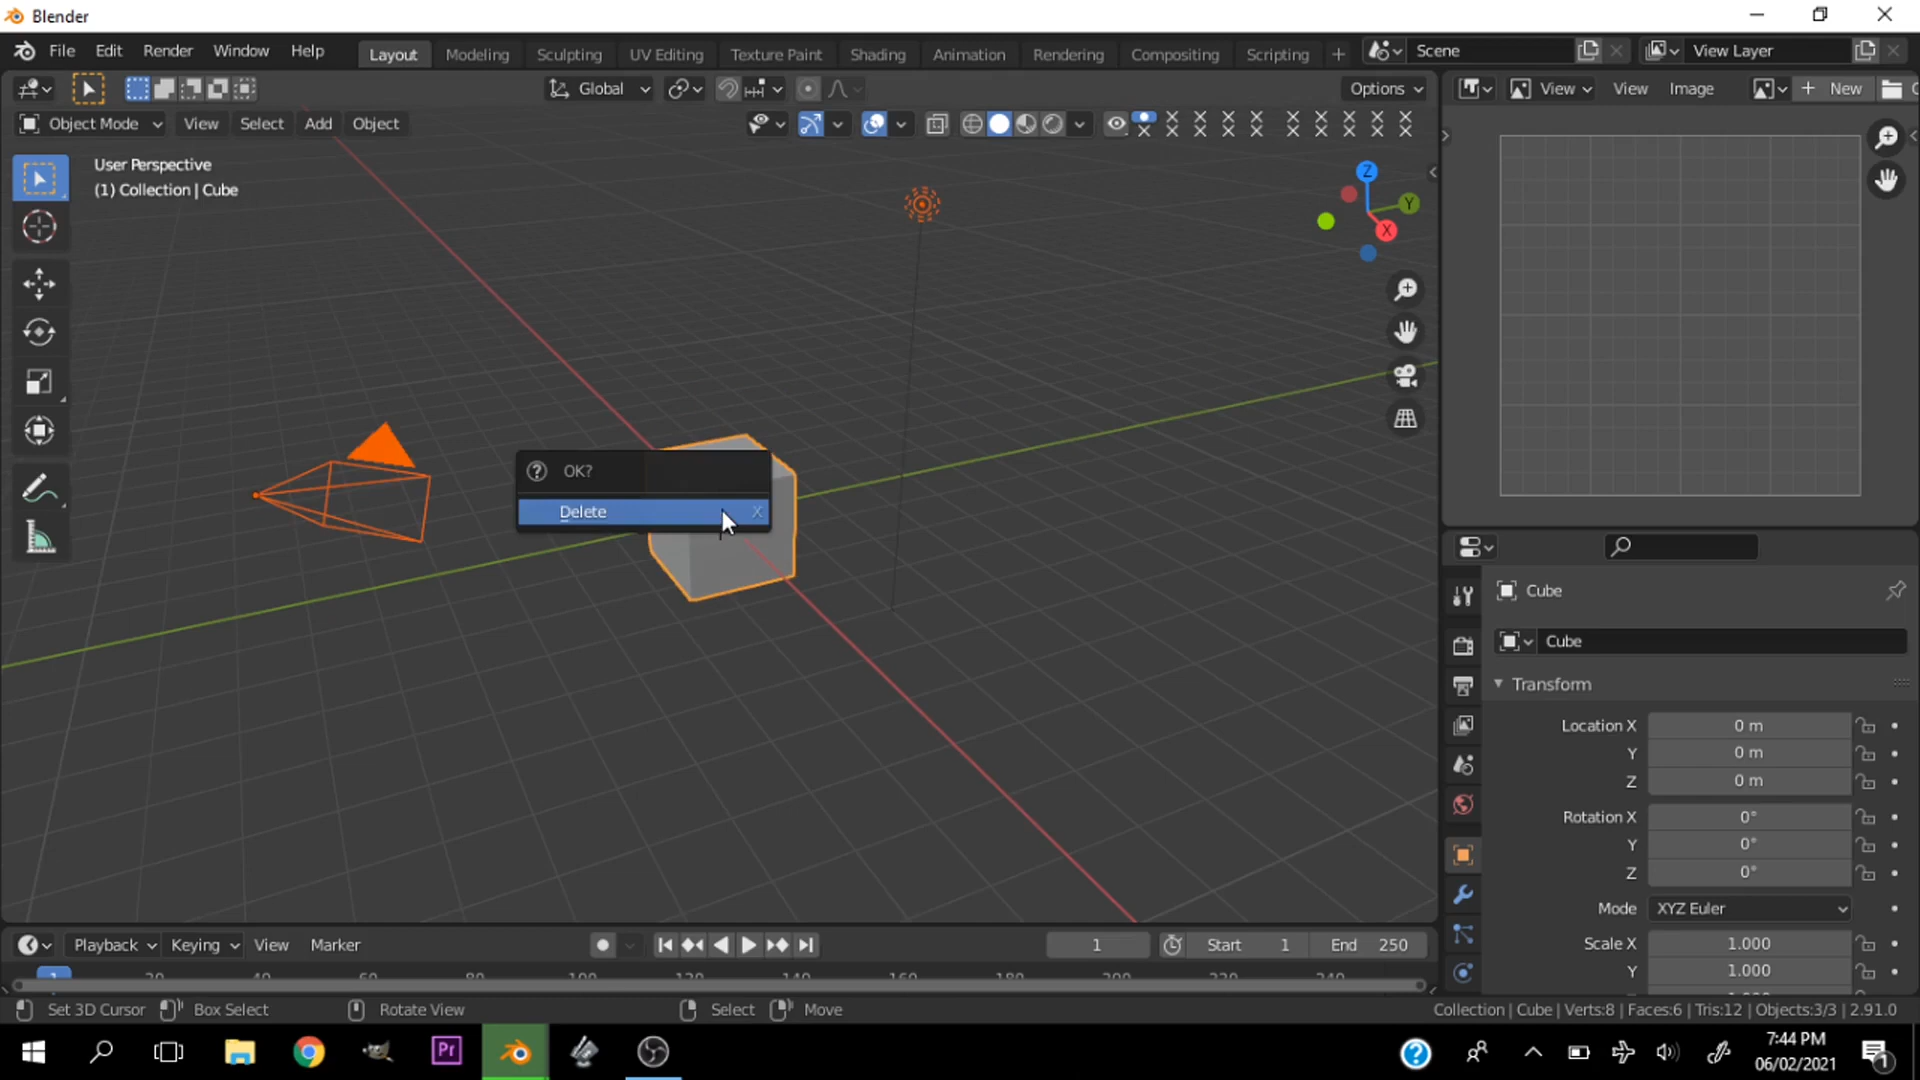 Blender
File Edit Render Window Help Layout Modeling Sculpting UV Editing Texture Paint Shading Animation Rendering Compositing Scripting + Scene View Layer
Global Options View View Image + New
Object Mode View Select Add Object
User Perspective
(1) Collection | Cube
Z
Y
X
OK?
Delete X
Cube
Cube
Transform
Location X 0 m
Y 0 m
Z 0 m
Rotation X 0°
Y 0°
Z 0°
Mode XYZ Euler
Scale X 1.000
Y 1.000
Playback Keying View Marker 1 Start 1 End 250
1 20 40 60 80 100 120 140 160 180 200 220 240
Set 3D Cursor Box Select Rotate View Select Move Collection | Cube | Verts:8 | Faces:6 | Tris:12 | Objects:3/3 | 2.91.0
Pr
7:44 PM
06/02/2021
1